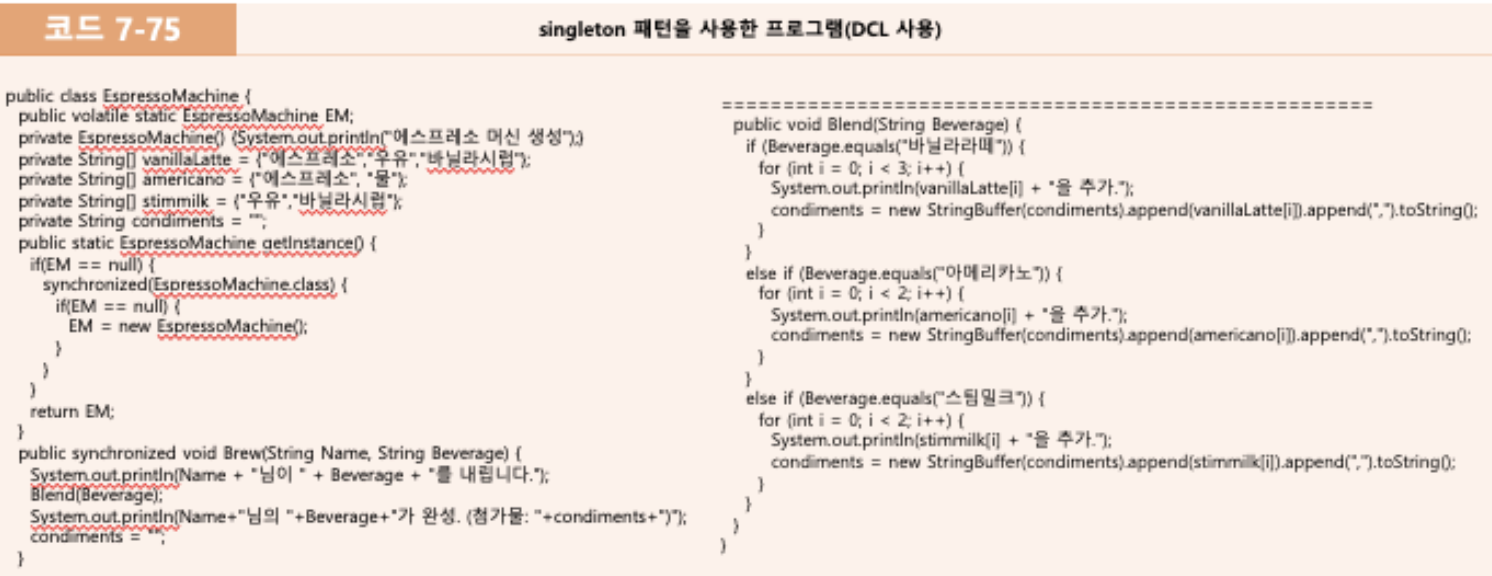 코드 7-75
singleton 패턴을 사용한 프로그램(DCL 사용)
public class EspressoMachine {
public volatile static EspressoMachine EM;
private EspressoMachine() {System.out.println("에스프레소 머신 생성");}
private String[] vanillaLatte = {"에스프레소","우유","바닐라시럽"};
private String[] americano = {"에스프레소", "물"};
private String[] stimmilk = {"우유","바닐라시럽"};
private String condiments = "";
public static EspressoMachine getInstance() {
if(EM == null) {
synchronized(EspressoMachine.class) {
if(EM == null) {
EM = new EspressoMachine();
}
}
}
return EM;
}
public synchronized void Brew(String Name, String Beverage) {
System.out.println(Name + "님이 " + Beverage + "를 내립니다.");
Blend(Beverage);
System.out.println(Name+"님의 "+Beverage+"가 완성. (첨가물: "+condiments+")");
condiments = "";
}
=====================================================
public void Blend(String Beverage) {
if (Beverage.equals("바닐라라떼")) {
for (int i = 0; i < 3; i++) {
System.out.println(vanillaLatte[i] + "을 추가.");
condiments = new StringBuffer(condiments).append(vanillaLatte[i]).append(",").toString();
}
}
else if (Beverage.equals("아메리카노")) {
for (int i = 0; i < 2; i++) {
System.out.println(americano[i] + "을 추가.");
condiments = new StringBuffer(condiments).append(americano[i]).append(",").toString();
}
}
else if (Beverage.equals("스팀밀크")) {
for (int i = 0; i < 2; i++) {
System.out.println(stimmilk[i] + "을 추가.");
condiments = new StringBuffer(condiments).append(stimmilk[i]).append(",").toString();
}
}
}
}